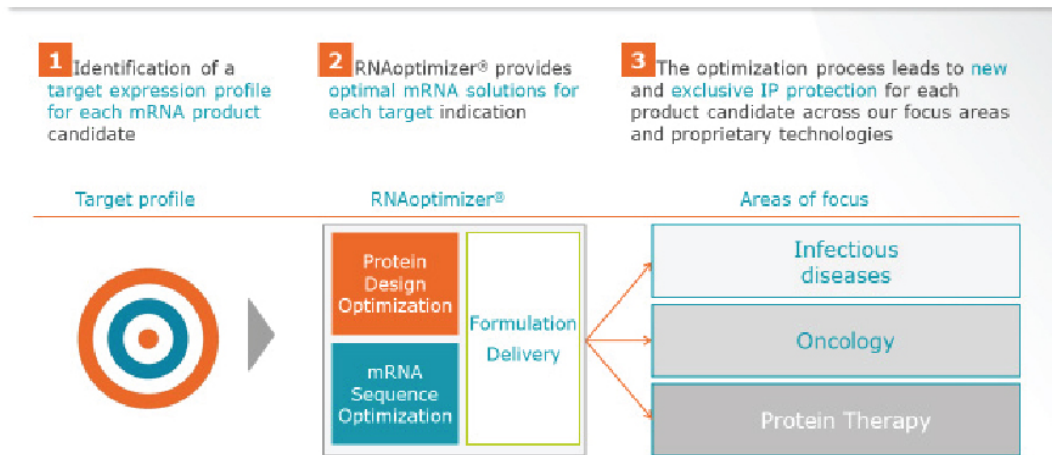 1 Identification of a
target expression profile
for each mRNA product
candidate
2 RNAoptimizer® provides
optimal mRNA solutions for
each target indication
3 The optimization process leads to new
and exclusive IP protection for each
product candidate across our focus areas
and proprietary technologies
Target profile
RNAoptimizer®
Areas of focus
Protein
Design
Optimization
mRNA
Sequence
Optimization
Formulation
Delivery
Infectious
diseases
Oncology
Protein Therapy